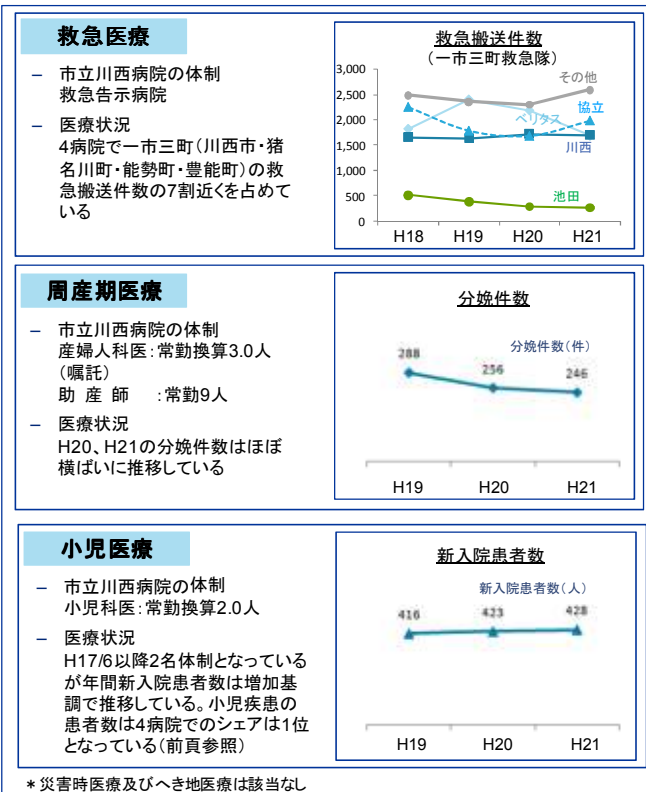 救急医療
－ 市立川西病院の体制
救急告示病院
－ 医療状況
4病院で一市三町(川西市・猪
名川町・能勢町・豊能町)の救
急搬送件数の7割近くを占めて
いる
救急搬送件数
(一市三町救急隊)
3,000
2,500
2,000
1,500
1,000
500
0
その他
協立
ベリタス
川西
池田
H18 H19 H20 H21
周産期医療
－ 市立川西病院の体制
産婦人科医:常勤換算3.0人
(嘱託)
助 産 師 :常勤9人
－ 医療状況
H20、H21の分娩件数はほぼ
横ばいに推移している
分娩件数
分娩件数(件)
288 256 246
H19 H20 H21
小児医療
－ 市立川西病院の体制
小児科医:常勤換算2.0人
－ 医療状況
H17/6以降2名体制となっている
が年間新入院患者数は増加基
調で推移している。小児疾患の
患者数は4病院でのシェアは1位
となっている(前頁参照)
新入院患者数
新入院患者数(人)
416 423 428
H19 H20 H21
＊災害時医療及びへき地医療は該当なし